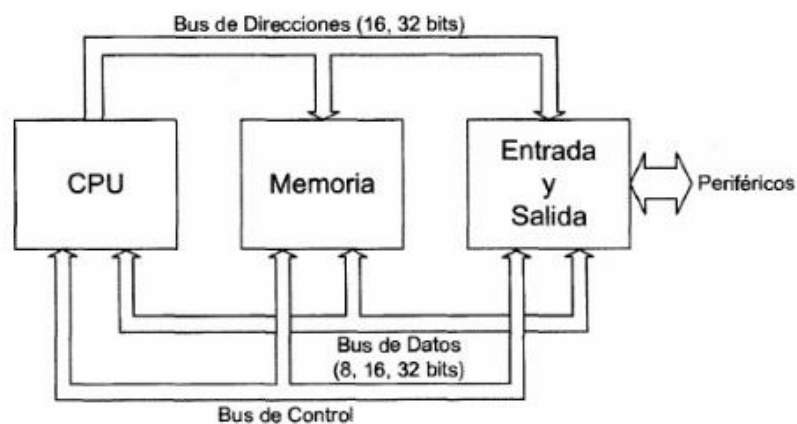 Bus de Direcciones (16, 32 bits)
CPU
Memoria
Entrada
y
Salida
Periféricos
Bus de Datos
(8, 16, 32 bits)
Bus de Control